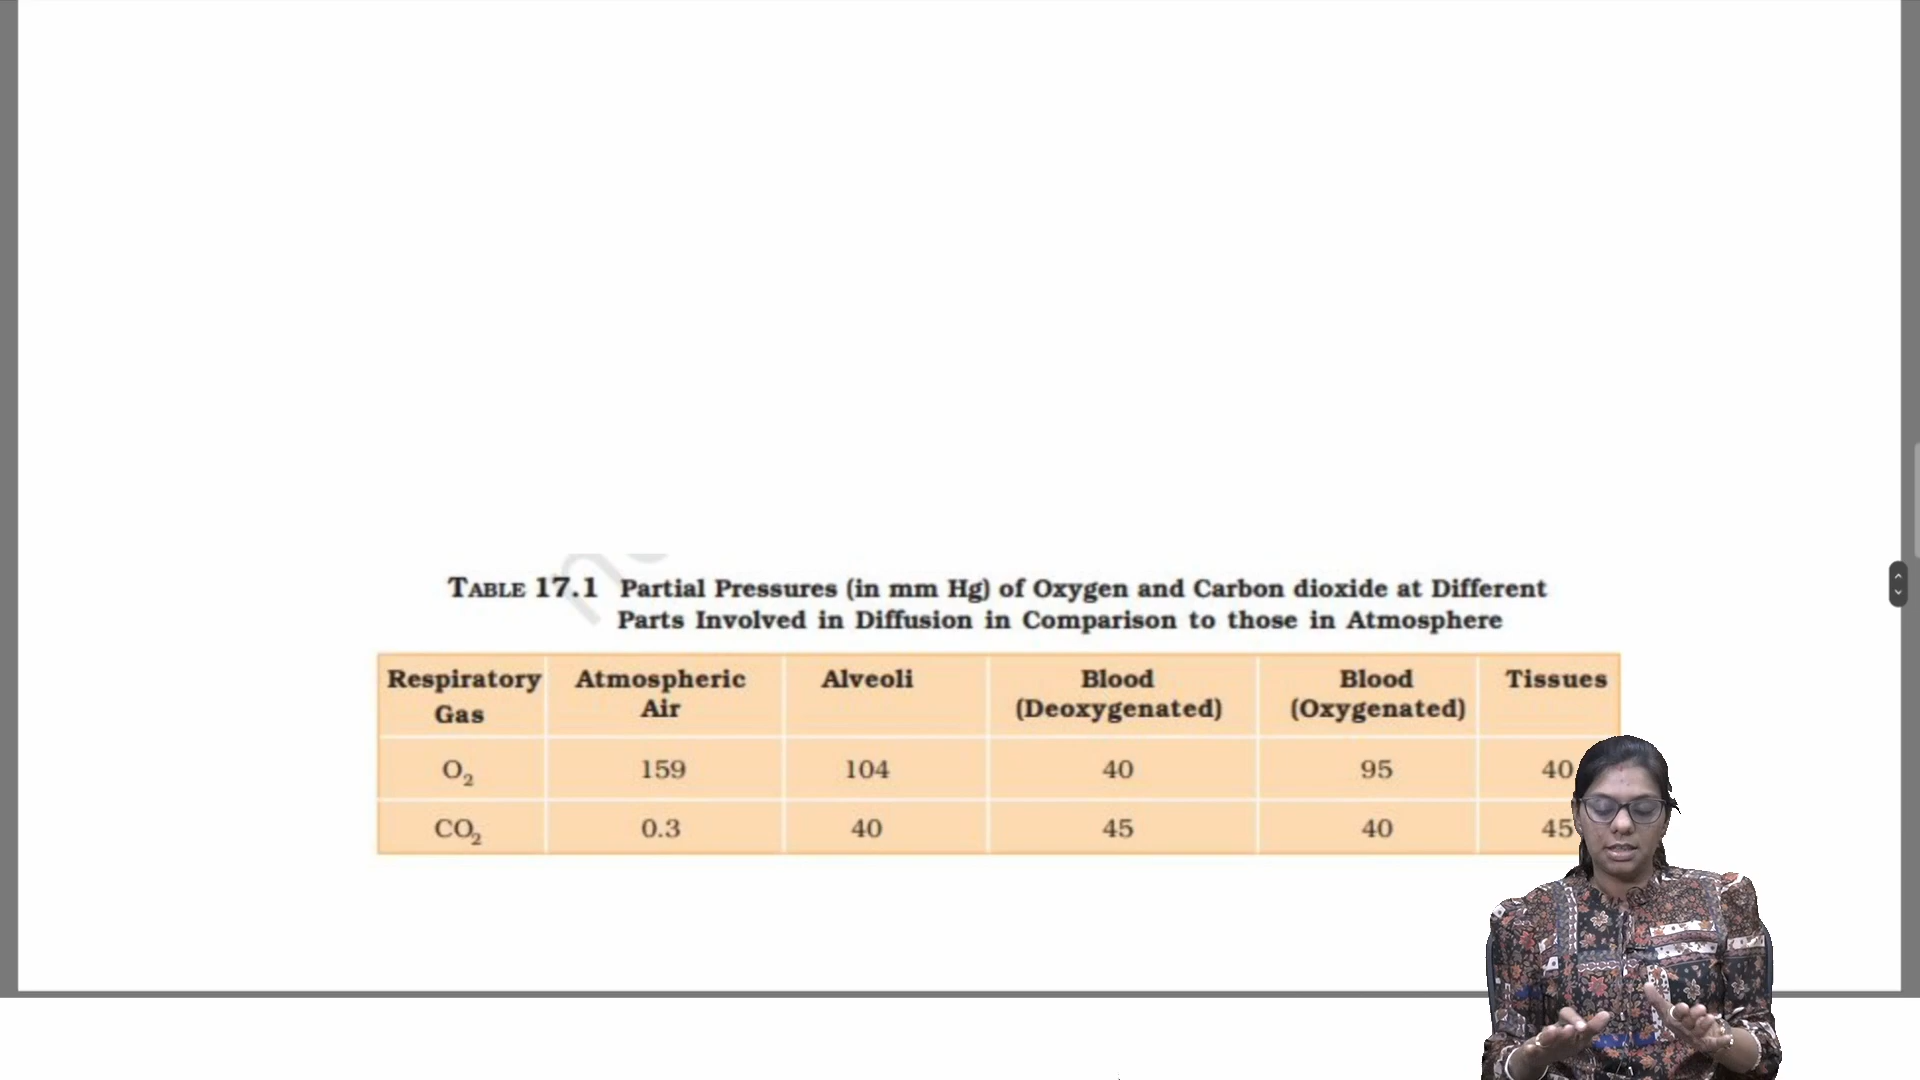 TABLE 17.1 Partial Pressures (in mm Hg) of Oxygen and Carbon dioxide at Different
Parts Involved in Diffusion in Comparison to those in Atmosphere
Respiratory Gas Atmospheric Air Alveoli Blood (Deoxygenated) Blood (Oxygenated) Tissues
O₂ 159 104 40 95 40
CO₂ 0.3 40 45 40 45